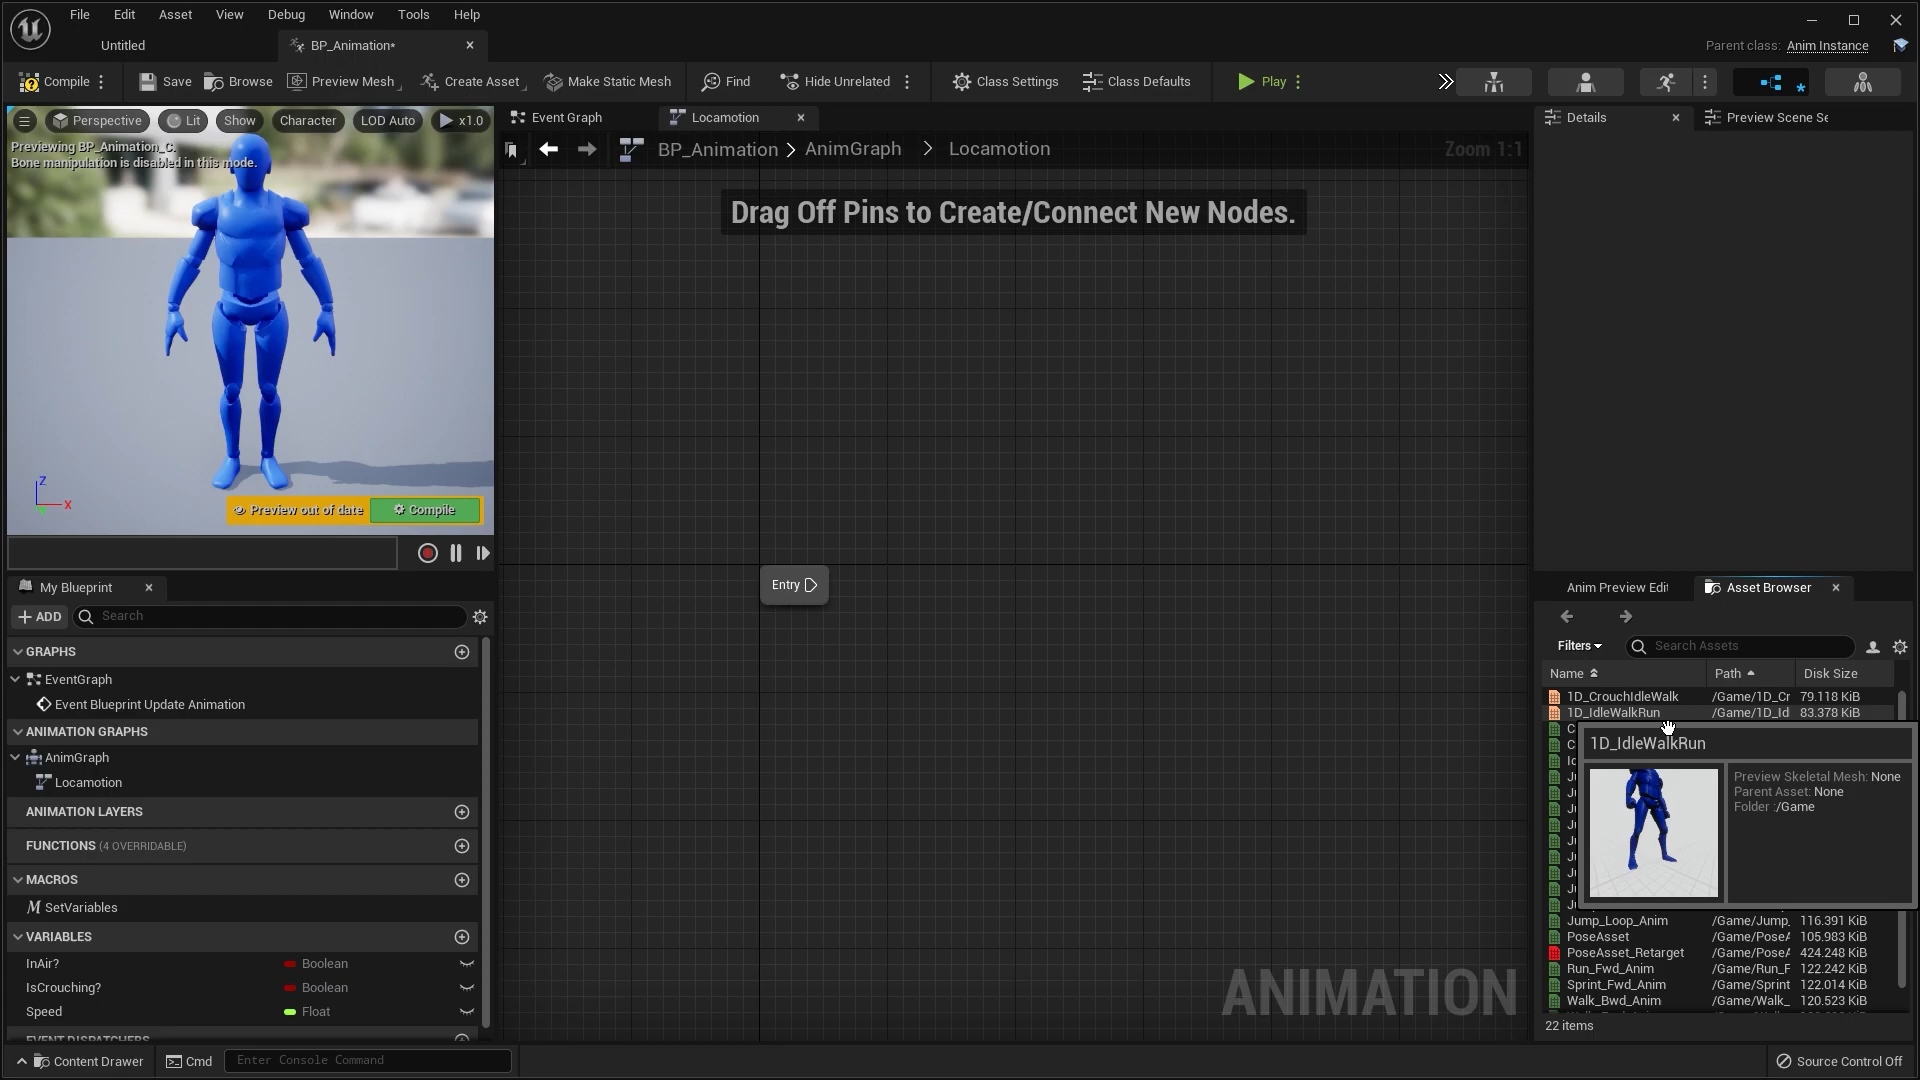 File Edit Asset View Debug Window Tools Help
Untitled
BP_Animation*
Parent class: Anim Instance
Compile Save Browse Preview Mesh Create Asset Make Static Mesh Find Hide Unrelated Class Settings Class Defaults Play
Perspective Lit Show Character LOD Auto x1.0
Previewing BP_Animation_C.
Bone manipulation is disabled in this mode.
Z
X
Preview out of date Compile
Event Graph Locamotion
BP_Animation > AnimGraph > Locamotion
Zoom 1:1
Drag Off Pins to Create/Connect New Nodes.
Entry
ANIMATION
Details Preview Scene Se
My Blueprint
ADD Search
GRAPHS
EventGraph
Event Blueprint Update Animation
ANIMATION GRAPHS
AnimGraph
Locamotion
ANIMATION LAYERS
FUNCTIONS (4 OVERRIDABLE)
MACROS
M SetVariables
VARIABLES
InAir? Boolean
IsCrouching? Boolean
Speed Float
EVENT DISPATCHERS
Anim Preview Edit Asset Browser
Filters Search Assets
Name Path Disk Size
1D_CrouchIdleWalk /Game/1D_Cr 79.118 KiB
1D_IdleWalkRun /Game/1D_Id 83.378 KiB
1D_IdleWalkRun
Preview Skeletal Mesh: None
Parent Asset: None
Folder :/Game
Jump_Loop_Anim /Game/Jump_ 116.391 KiB
PoseAsset /Game/PoseA 105.983 KiB
PoseAsset_Retarget /Game/PoseA 424.248 KiB
Run_Fwd_Anim /Game/Run_F 122.242 KiB
Sprint_Fwd_Anim /Game/Sprint 122.014 KiB
Walk_Bwd_Anim /Game/Walk_ 120.523 KiB
22 items
Content Drawer Cmd Enter Console Command
Source Control Off